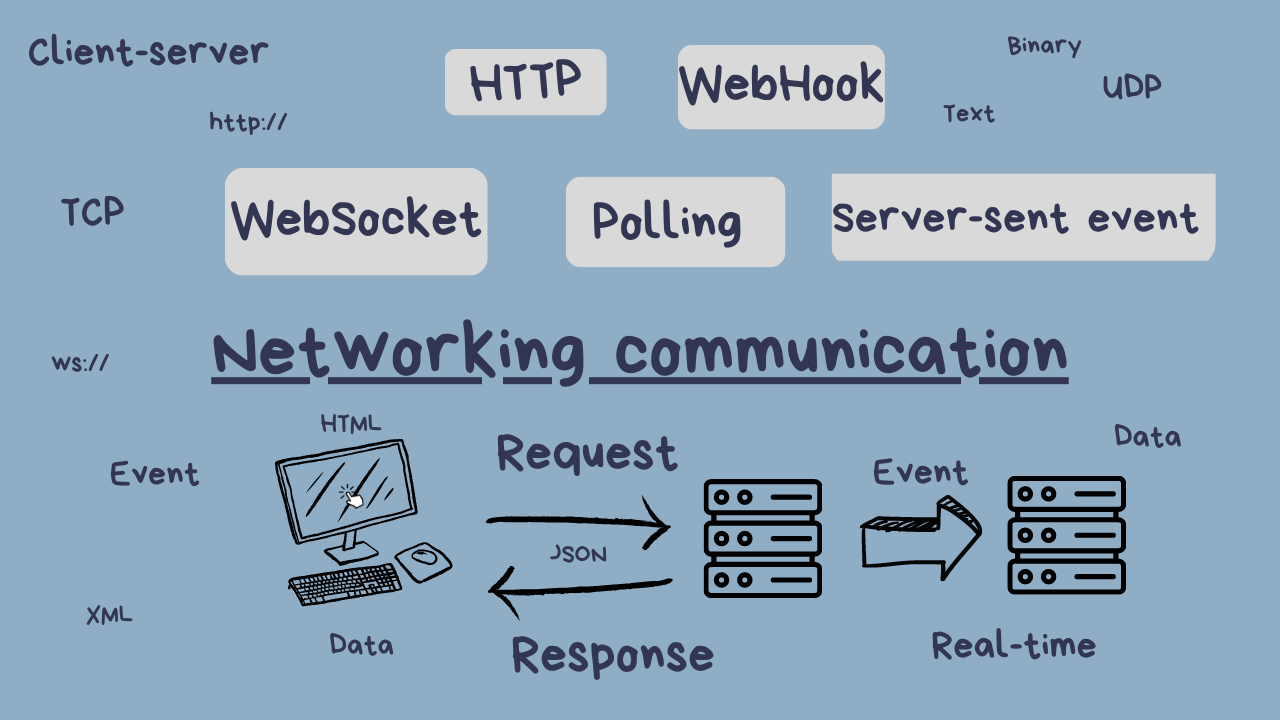 Client-server
HTTP
WebHook
Binary
UDP
Text
http://
TCP
WebSocket
Polling
Server-sent event
Networking communication
ws://
HTML
Request
Data
Event
Event
JSON
XML
Data
Response
Real-time